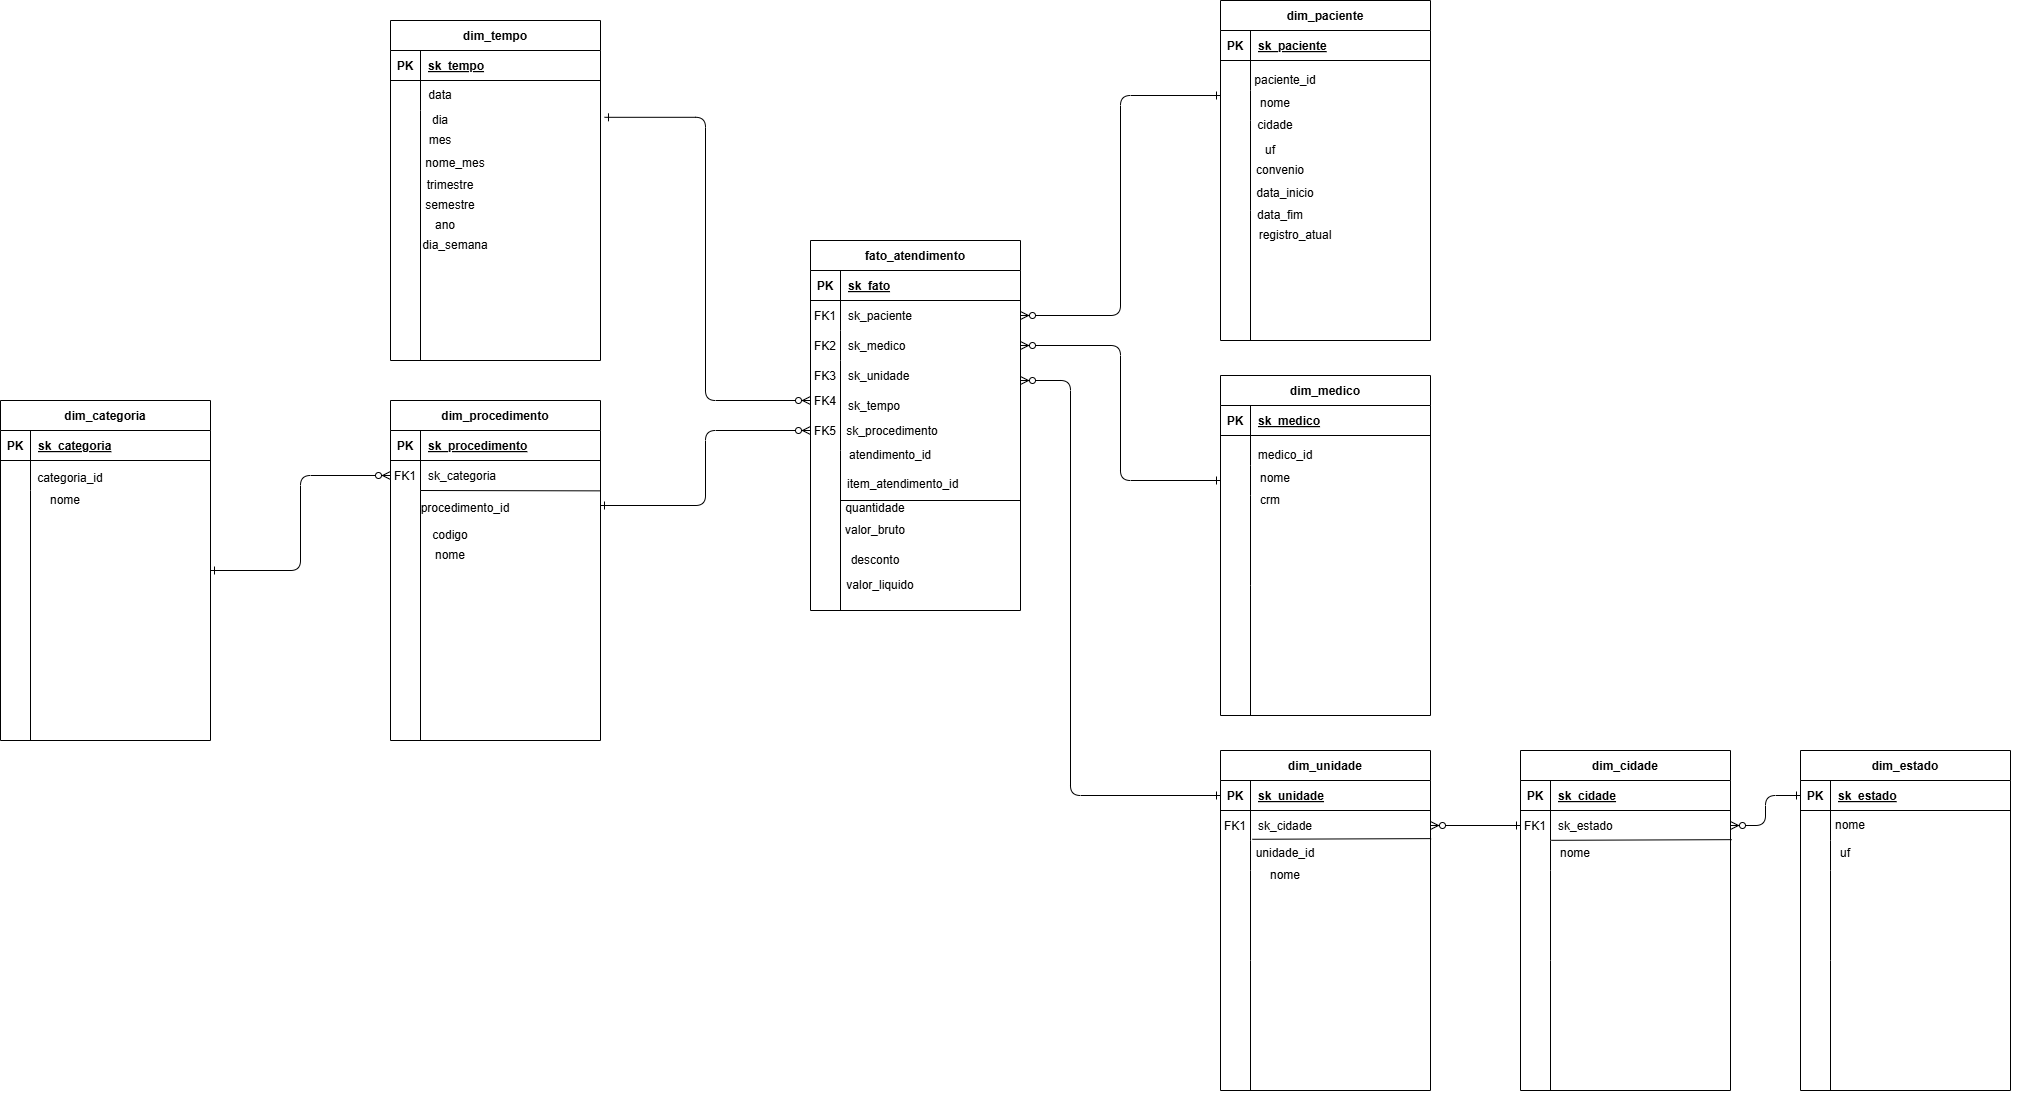 dim_tempo
PK sk_tempo
data
dia
mes
nome_mes
trimestre
semestre
ano
dia_semana
dim_paciente
PK sk_paciente
paciente_id
nome
cidade
uf
convenio
data_inicio
data_fim
registro_atual
fato_atendimento
PK sk_fato
FK1 sk_paciente
FK2 sk_medico
FK3 sk_unidade
FK4 sk_tempo
FK5 sk_procedimento
atendimento_id
item_atendimento_id
quantidade
valor_bruto
desconto
valor_liquido
dim_categoria
PK sk_categoria
categoria_id
nome
dim_procedimento
PK sk_procedimento
FK1 sk_categoria
procedimento_id
codigo
nome
dim_medico
PK sk_medico
medico_id
nome
crm
dim_unidade
PK sk_unidade
FK1 sk_cidade
unidade_id
nome
dim_cidade
PK sk_cidade
FK1 sk_estado
nome
dim_estado
PK sk_estado
nome
uf